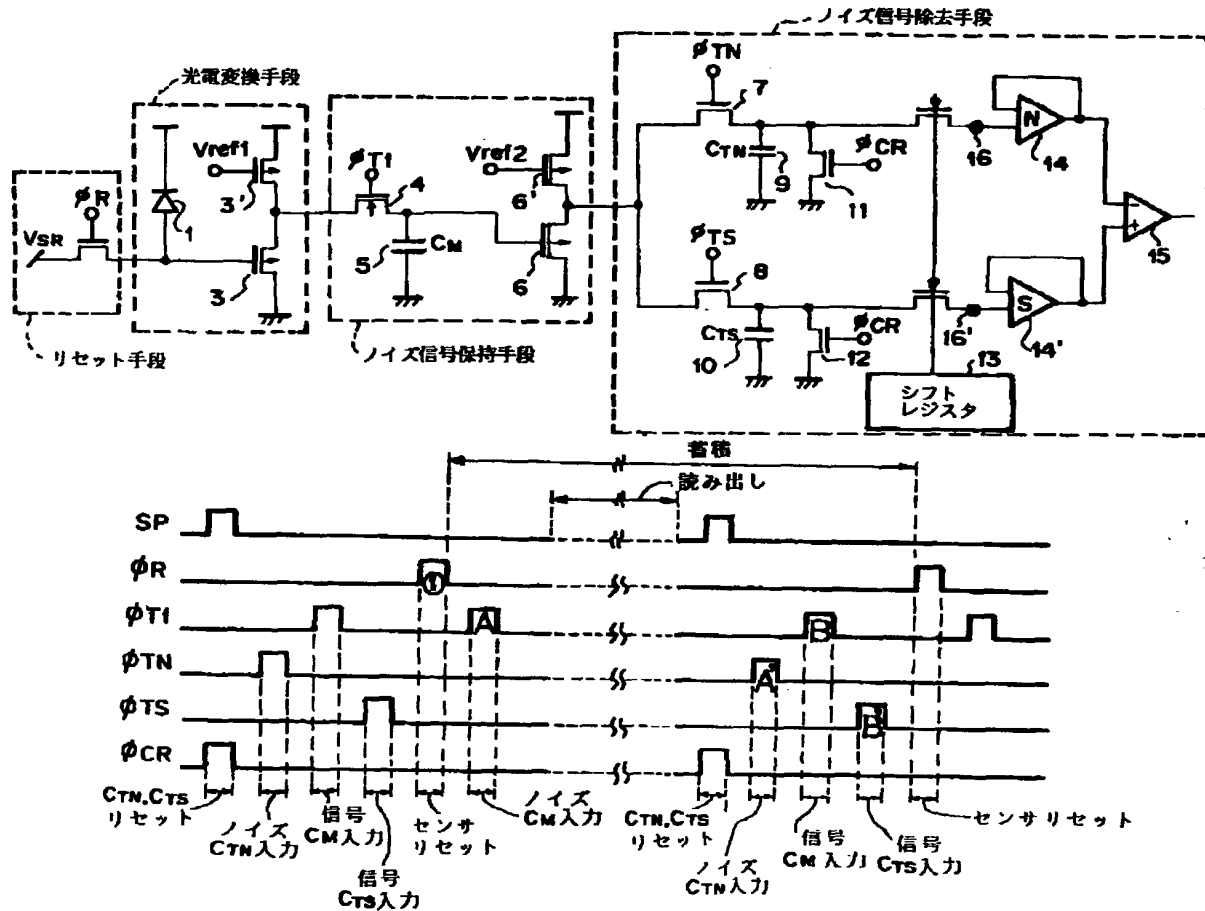 ノイズ信号除去手段
光電変換手段
リセット手段
ノイズ信号保持手段
VSR
φR
1
Vref1
3'
3
φT1
4
5
CM
Vref2
6'
6
φTN
7
CTN
9
φCR
11
16
N
14
φTS
8
CTS
10
φCR
12
16'
S
14'
15
13
シフト
レジスタ
蓄積
読み出し
SP
φR
1
φT1
A
B
φTN
A'
φTS
B'
φCR
CTN,CTS
リセット
ノイズ
CTN入力
信号
CM入力
信号
CTS入力
センサ
リセット
ノイズ
CM入力
CTN,CTS
リセット
ノイズ
CTN入力
信号
CM入力
信号
CTS入力
センサリセット